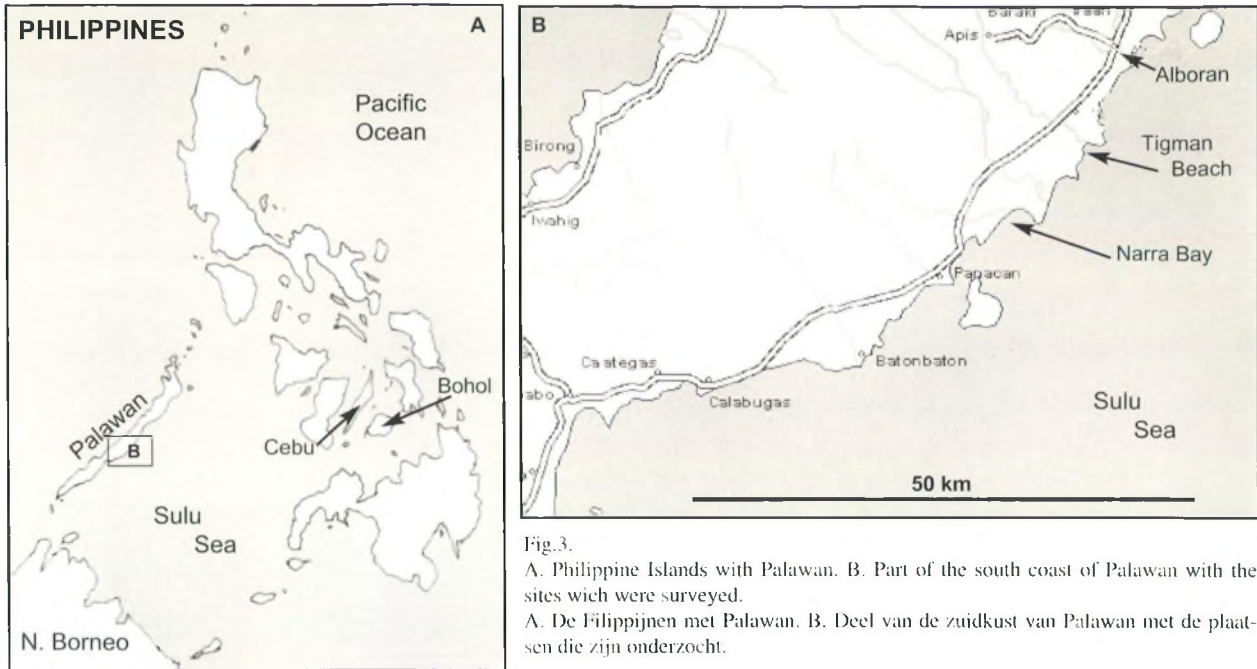 PHILIPPINES
A
Pacific
Ocean
Palawan
B
Cebu
Bohol
Sulu
Sea
N. Borneo
B
Apis
Alboran
Birong
Tigman
Beach
Iwahig
Narra Bay
Papacan
Batonbaton
Caategas
abo
Calabugas
Sulu
Sea
50 km
Fig.3.
A. Philippine Islands with Palawan. B. Part of the south coast of Palawan with the
sites wich were surveyed.
A. De Filippijnen met Palawan. B. Deel van de zuidkust van Palawan met de plaat-
sen die zijn onderzocht.